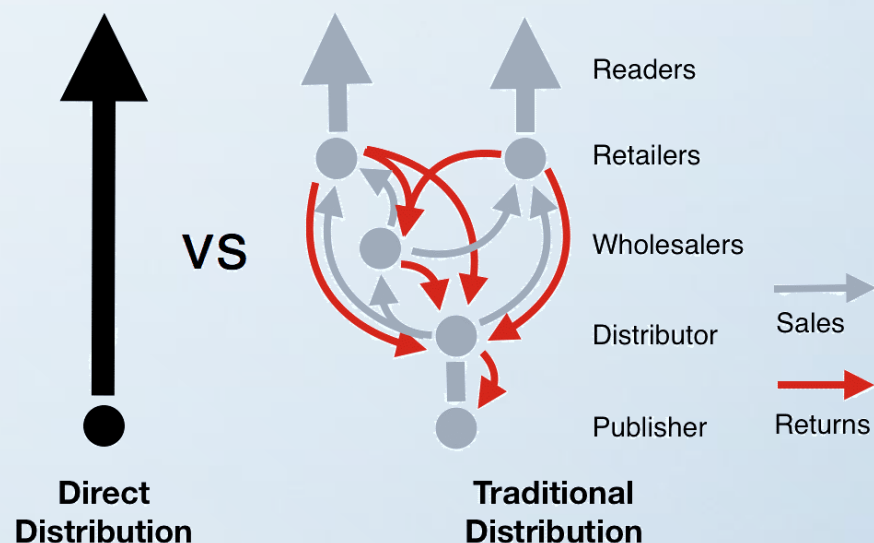 Readers
Retailers
vs
Wholesalers
Sales
Distributor
Returns
Publisher
Direct
Distribution
Traditional
Distribution